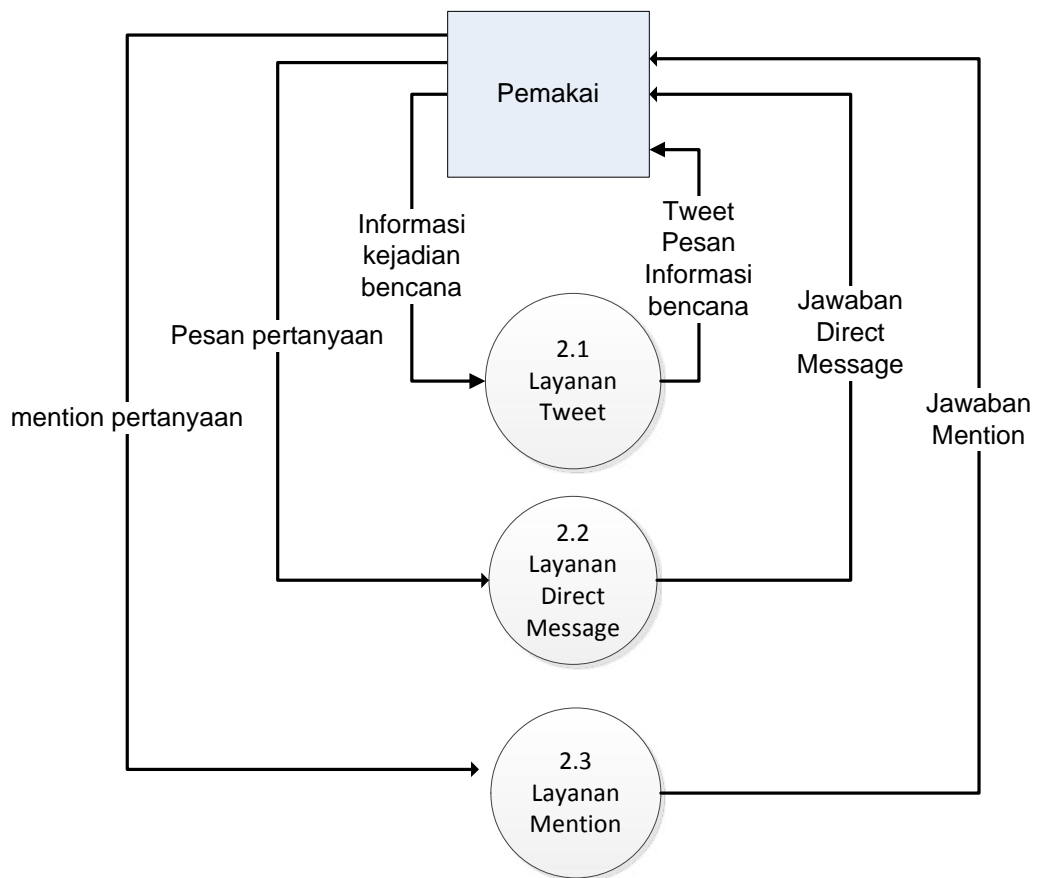 Pemakai
Informasi
kejadian
bencana
Tweet
Pesan
Informasi
bencana
Pesan pertanyaan
mention pertanyaan
Jawaban
Direct
Message
Jawaban
Mention
2.1
Layanan
Tweet
2.2
Layanan
Direct
Message
2.3
Layanan
Mention